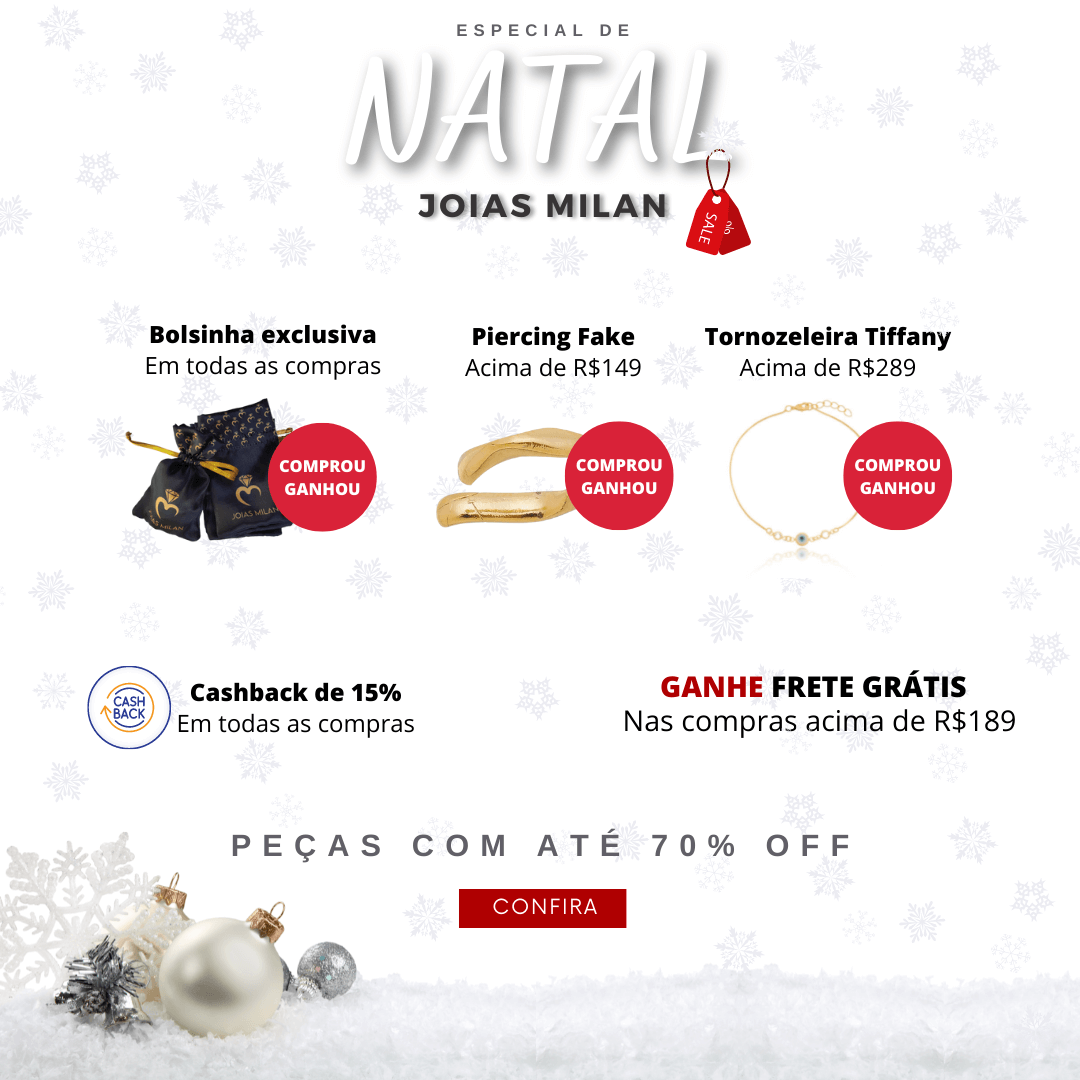 ESPECIAL DE
NATAL
JOIAS MILAN
SALE
%
Bolsinha exclusiva
Em todas as compras
Piercing Fake
Acima de R$149
Tornozeleira Tiffany
Acima de R$289
JOIAS MILAN
JOIAS MILAN
COMPROU
GANHOU
COMPROU
GANHOU
COMPROU
GANHOU
CASH
BACK
Cashback de 15%
Em todas as compras
GANHE FRETE GRÁTIS
Nas compras acima de R$189
PEÇAS COM ATÉ 70% OFF
CONFIRA